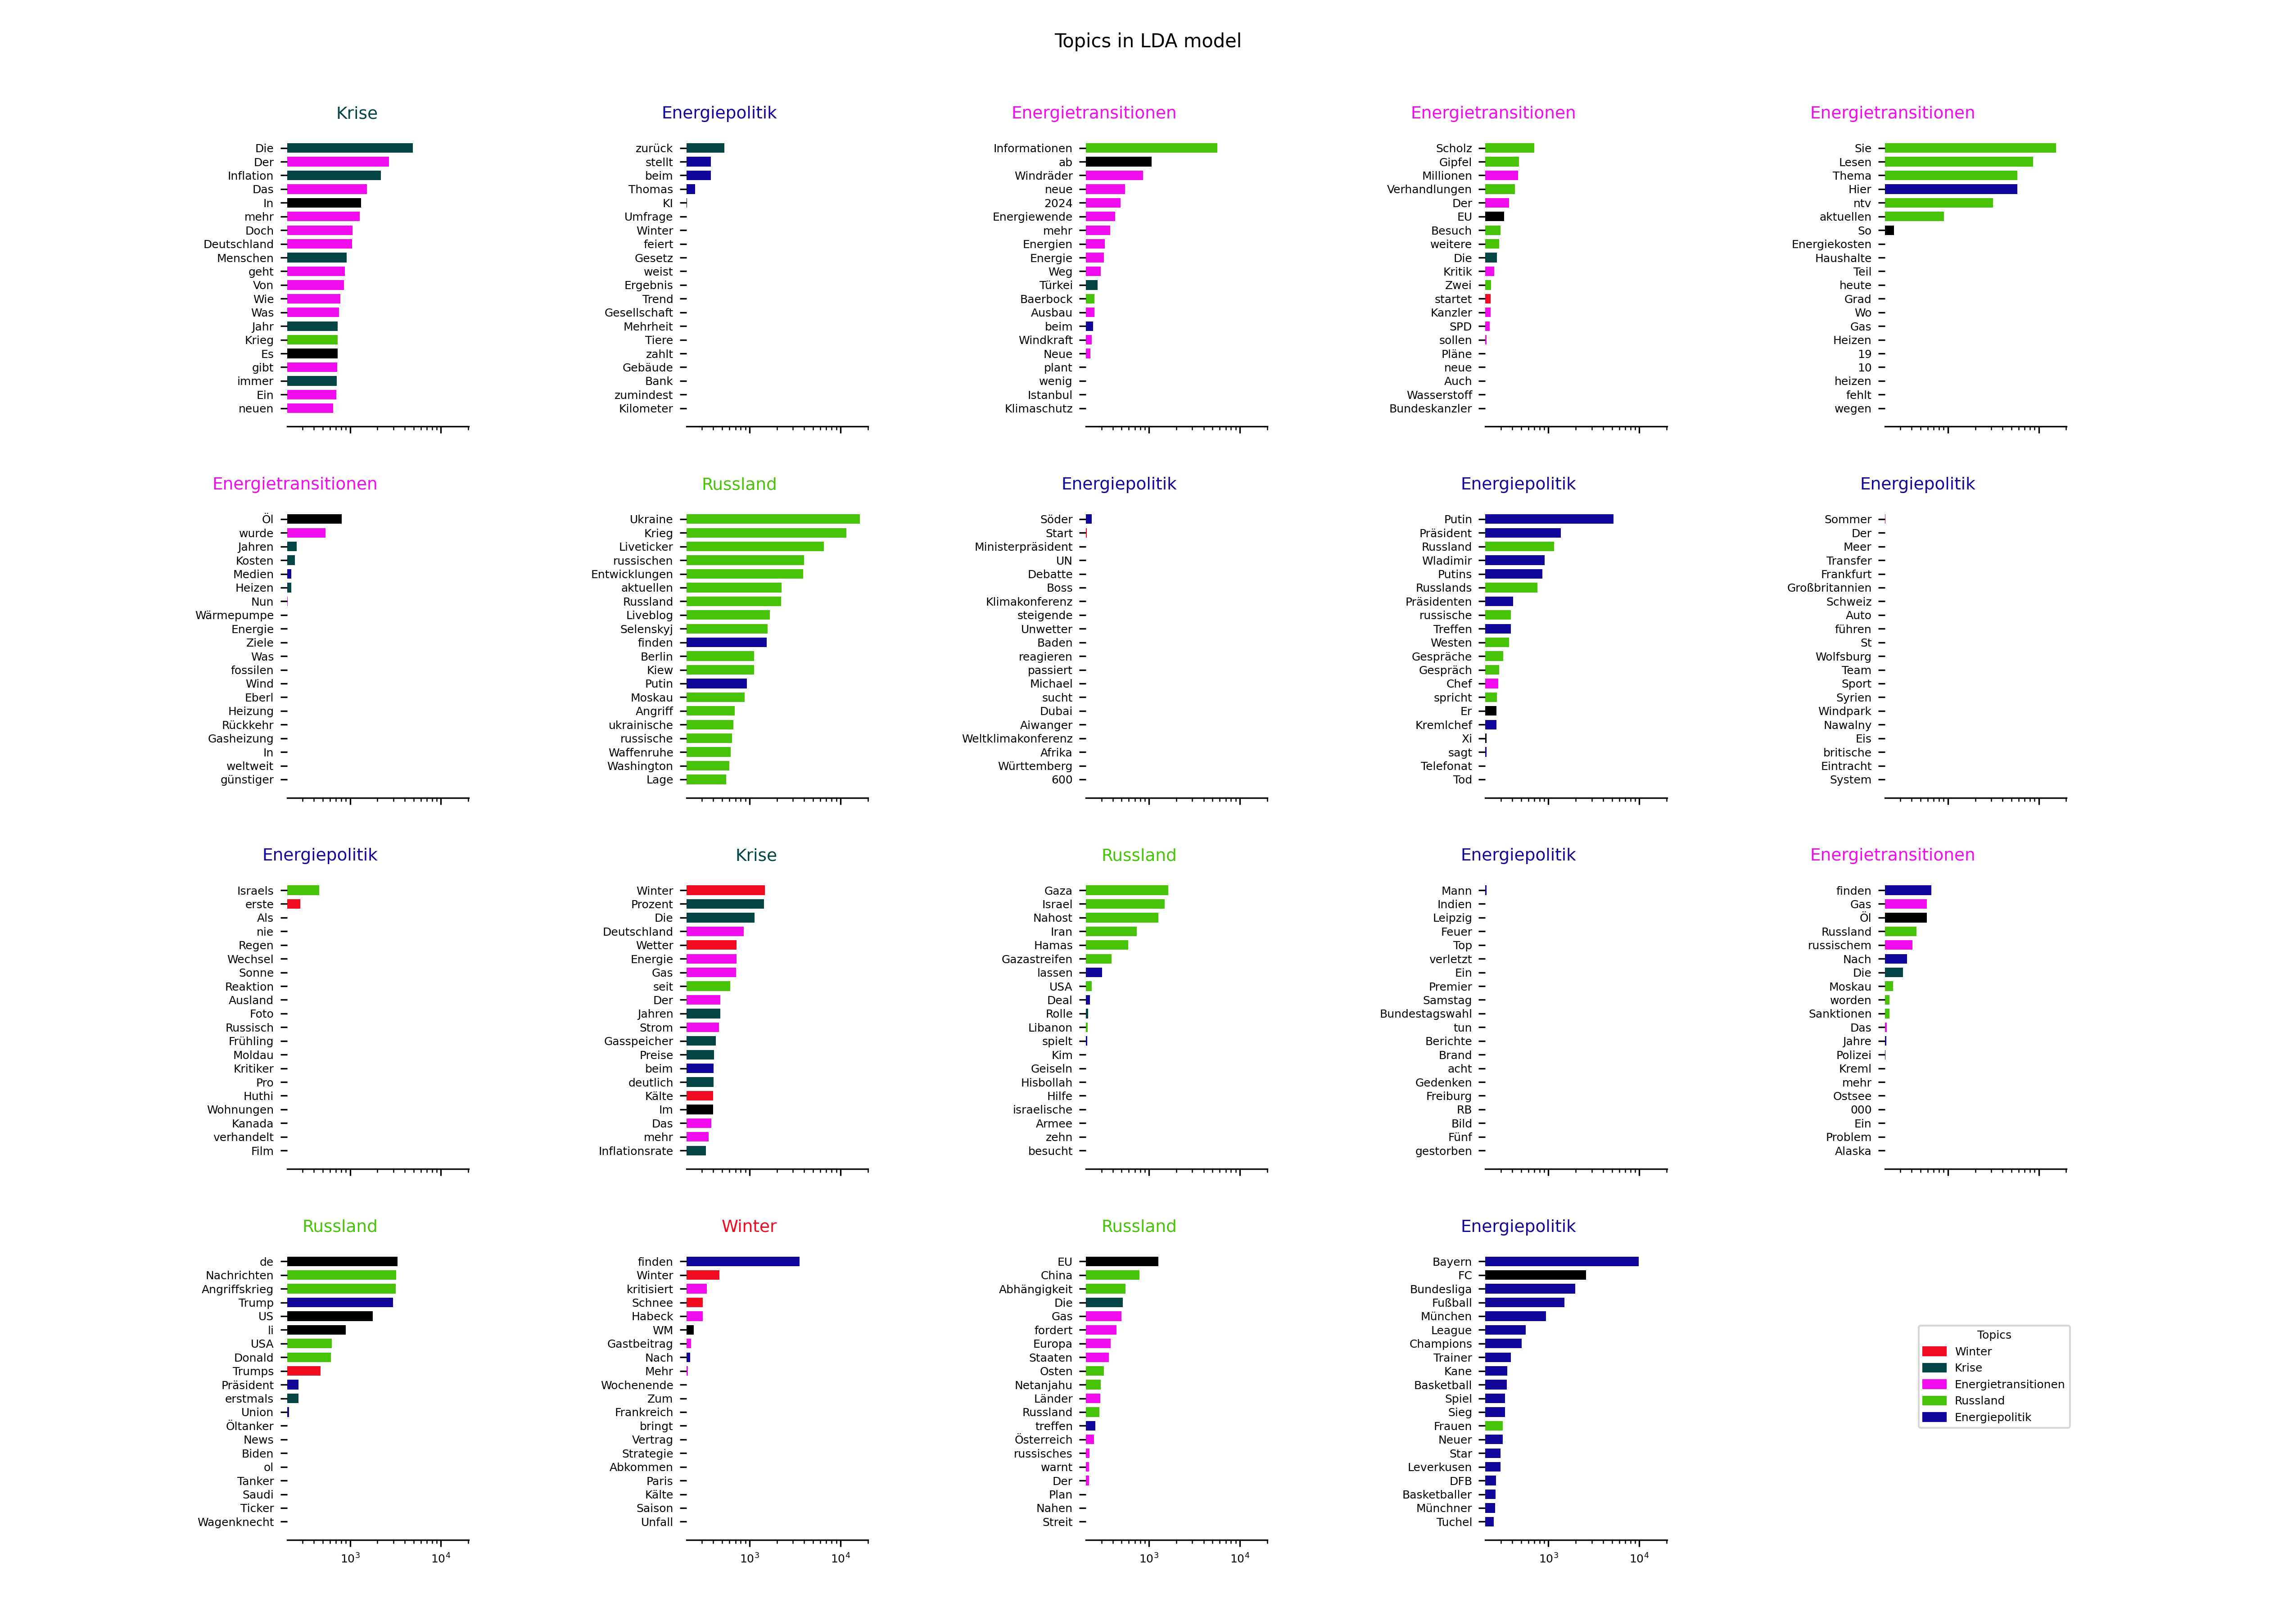 Topics in LDA model
Krise
Die
Der
Inflation
Das
In
mehr
Doch
Deutschland
Menschen
geht
Von
Wie
Was
Jahr
Krieg
Es
gibt
immer
Ein
neuen
Energiepolitik
zurück
stellt
beim
Thomas
KI
Umfrage
Winter
feiert
Gesetz
weist
Ergebnis
Trend
Gesellschaft
Mehrheit
Tiere
zahlt
Gebäude
Bank
zumindest
Kilometer
Energietransitionen
Informationen
ab
Windräder
neue
2024
Energiewende
mehr
Energien
Energie
Weg
Türkei
Baerbock
Ausbau
beim
Windkraft
Neue
plant
wenig
Istanbul
Klimaschutz
Energietransitionen
Scholz
Gipfel
Millionen
Verhandlungen
Der
EU
Besuch
weitere
Die
Kritik
Zwei
startet
Kanzler
SPD
sollen
Pläne
neue
Auch
Wasserstoff
Bundeskanzler
Energietransitionen
Sie
Lesen
Thema
Hier
ntv
aktuellen
So
Energiekosten
Haushalte
Teil
heute
Grad
Wo
Gas
Heizen
19
10
heizen
fehlt
wegen
Energietransitionen
Öl
wurde
Jahren
Kosten
Medien
Heizen
Nun
Wärmepumpe
Energie
Ziele
Was
fossilen
Wind
Eberl
Heizung
Rückkehr
Gasheizung
In
weltweit
günstiger
Russland
Ukraine
Krieg
Liveticker
russischen
Entwicklungen
aktuellen
Russland
Liveblog
Selenskyj
finden
Berlin
Kiew
Putin
Moskau
Angriff
ukrainische
russische
Waffenruhe
Washington
Lage
Energiepolitik
Söder
Start
Ministerpräsident
UN
Debatte
Boss
Klimakonferenz
steigende
Unwetter
Baden
reagieren
passiert
Michael
sucht
Dubai
Aiwanger
Weltklimakonferenz
Afrika
Württemberg
600
Energiepolitik
Putin
Präsident
Russland
Wladimir
Putins
Russlands
Präsidenten
russische
Treffen
Westen
Gespräche
Gespräch
Chef
spricht
Er
Kremlchef
Xi
sagt
Telefonat
Tod
Energiepolitik
Sommer
Der
Meer
Transfer
Frankfurt
Großbritannien
Schweiz
Auto
führen
St
Wolfsburg
Team
Sport
Syrien
Windpark
Nawalny
Eis
britische
Eintracht
System
Energiepolitik
Israels
erste
Als
nie
Regen
Wechsel
Sonne
Reaktion
Ausland
Foto
Russisch
Frühling
Moldau
Kritiker
Pro
Huthi
Wohnungen
Kanada
verhandelt
Film
Krise
Winter
Prozent
Die
Deutschland
Wetter
Energie
Gas
seit
Der
Jahren
Strom
Gasspeicher
Preise
beim
deutlich
Kälte
Im
Das
mehr
Inflationsrate
Russland
Gaza
Israel
Nahost
Iran
Hamas
Gazastreifen
lassen
USA
Deal
Rolle
Libanon
spielt
Kim
Geiseln
Hisbollah
Hilfe
israelische
Armee
zehn
besucht
Energiepolitik
Mann
Indien
Leipzig
Feuer
Top
verletzt
Ein
Premier
Samstag
Bundestagswahl
tun
Berichte
Brand
acht
Gedenken
Freiburg
RB
Bild
Fünf
gestorben
Energietransitionen
finden
Gas
Öl
Russland
russischem
Nach
Die
Moskau
worden
Sanktionen
Das
Jahre
Polizei
Kreml
mehr
Ostsee
000
Ein
Problem
Alaska
Russland
de
Nachrichten
Angriffskrieg
Trump
US
li
USA
Donald
Trumps
Präsident
erstmals
Union
Öltanker
News
Biden
ol
Tanker
Saudi
Ticker
Wagenknecht
10³ 10⁴
Winter
finden
Winter
kritisiert
Schnee
Habeck
WM
Gastbeitrag
Nach
Mehr
Wochenende
Zum
Frankreich
bringt
Vertrag
Strategie
Abkommen
Paris
Kälte
Saison
Unfall
10³ 10⁴
Russland
EU
China
Abhängigkeit
Die
Gas
fordert
Europa
Staaten
Osten
Netanjahu
Länder
Russland
treffen
Österreich
russisches
warnt
Der
Plan
Nahen
Streit
10³ 10⁴
Energiepolitik
Bayern
FC
Bundesliga
Fußball
München
League
Champions
Trainer
Kane
Basketball
Spiel
Sieg
Frauen
Neuer
Star
Leverkusen
DFB
Basketballer
Münchner
Tuchel
10³ 10⁴
Topics
Winter
Krise
Energietransitionen
Russland
Energiepolitik